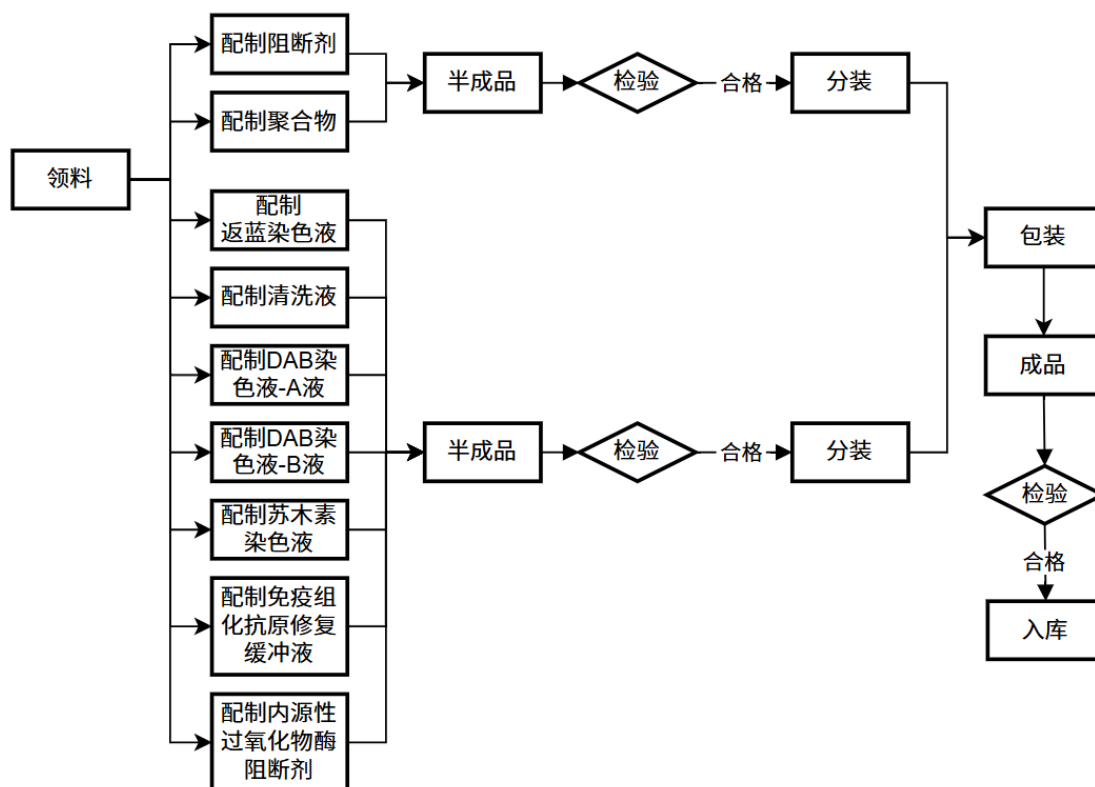 配制阻断剂
半成品
检验
合格
分装
配制聚合物
领料
配制
返蓝染色液
包装
配制清洗液
配制DAB染
色液-A液
成品
配制DAB染
色液-B液
半成品
检验
合格
分装
检验
配制苏木素
染色液
合格
配制免疫组
化抗原修复
缓冲液
入库
配制内源性
过氧化物酶
阻断剂